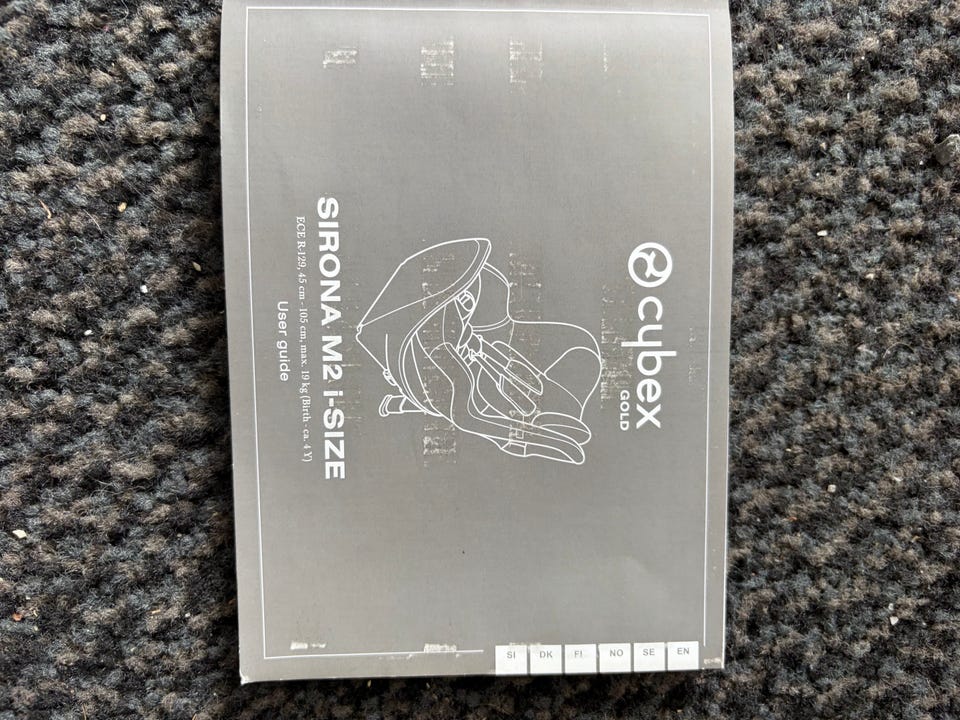 cybex
GOLD
SIRONA M2 i-SIZE
ECE R-129, 45 cm - 105 cm, max. 19 kg (Birth - ca. 4 Y)
User guide
EN
SE
NO
FI
DK
SI